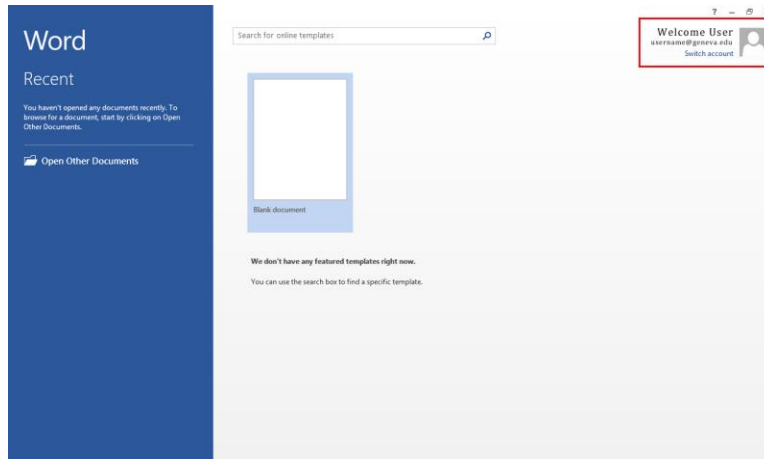 ?
Word
Search for online templates
Welcome User
username@geneva.edu
Switch account
Recent
You haven't opened any documents recently. To
browse for a document, start by clicking on Open
Other Documents.
Open Other Documents
Blank document
We don't have any featured templates right now.
You can use the search box to find a specific template.